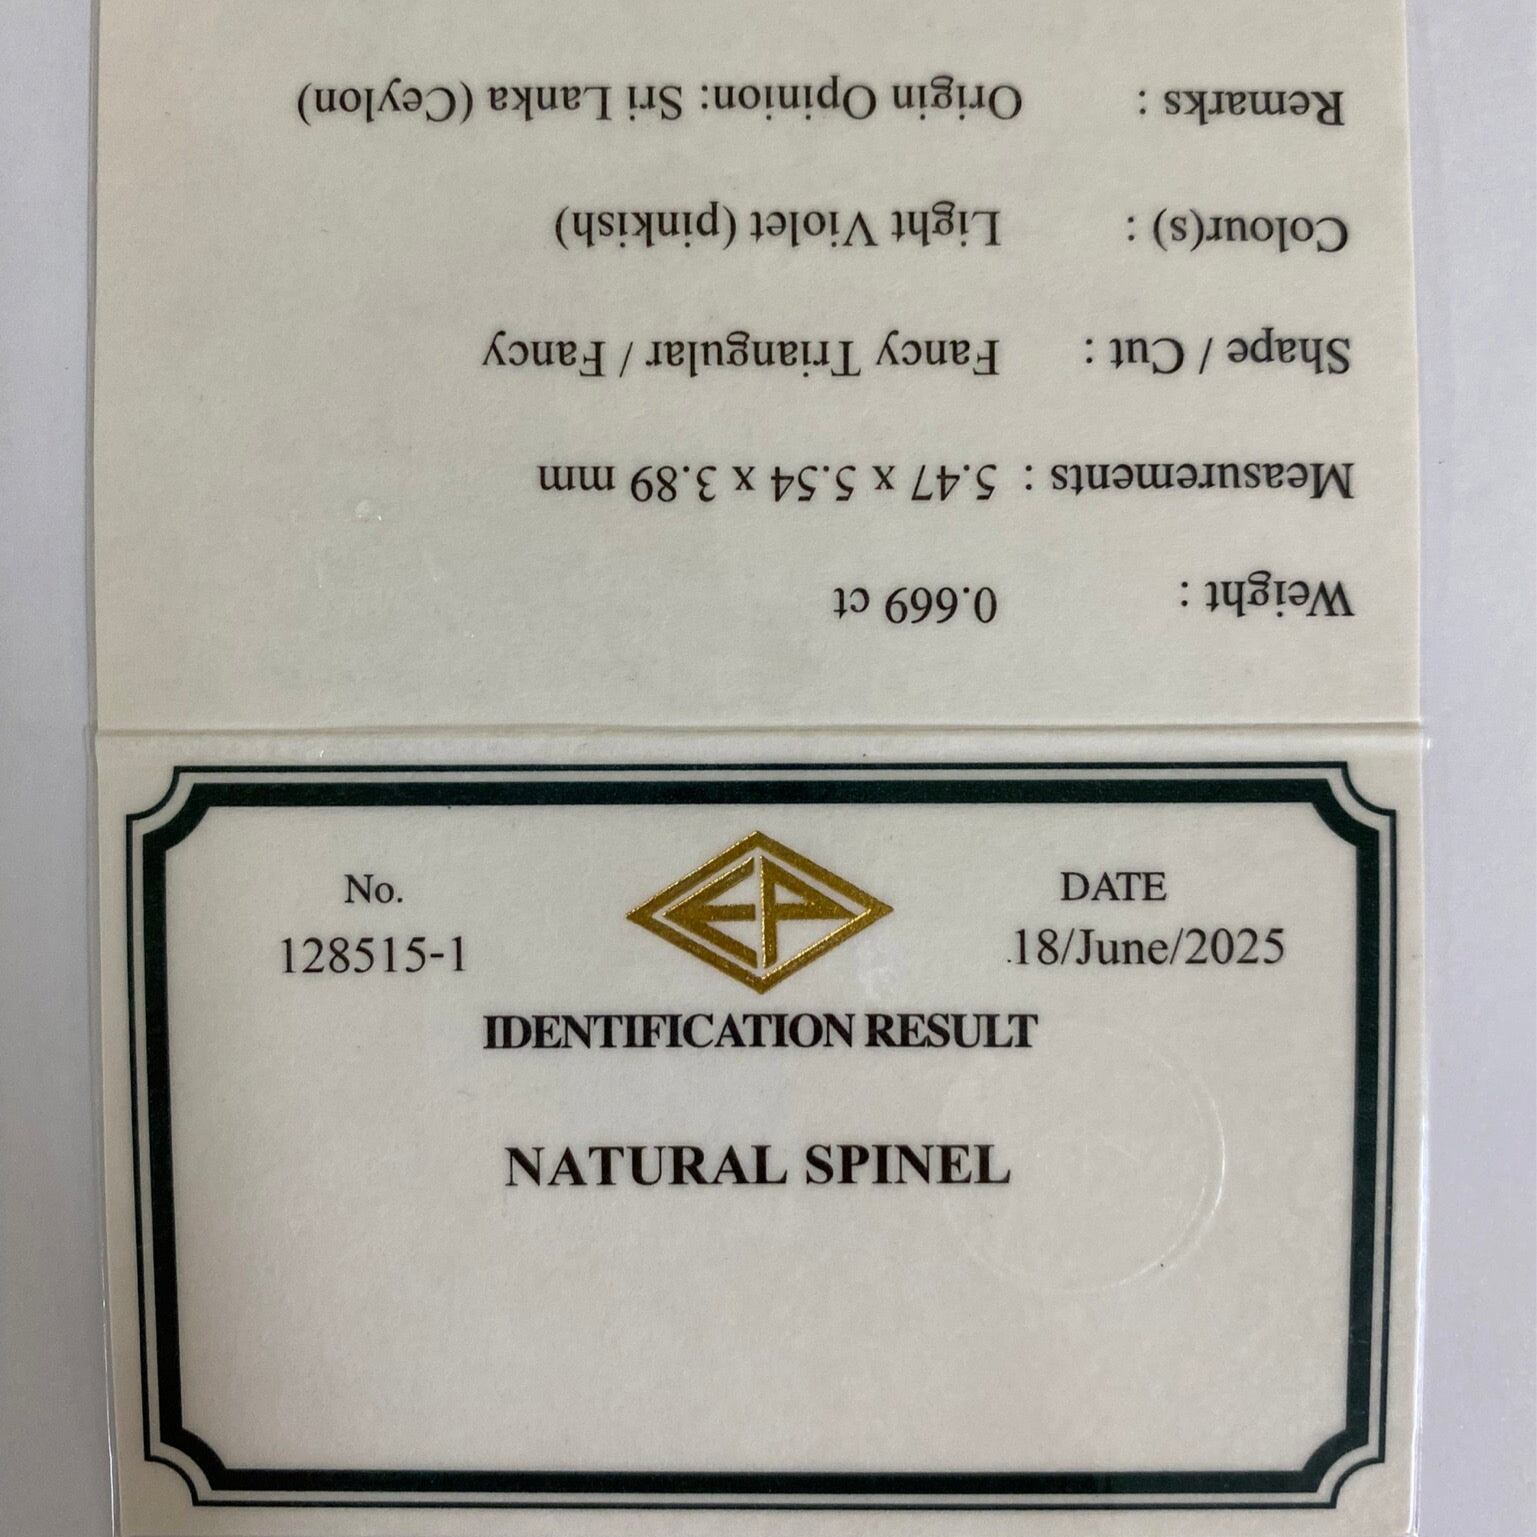 No.
128515-1
EP
DATE
18/June/2025
IDENTIFICATION RESULT
NATURAL SPINEL
Weight : 0.669 ct
Measurements : 5.47 x 5.54 x 3.89 mm
Shape / Cut : Fancy Triangular / Fancy
Colour(s) : Light Violet (pinkish)
Remarks : Origin Opinion: Sri Lanka (Ceylon)